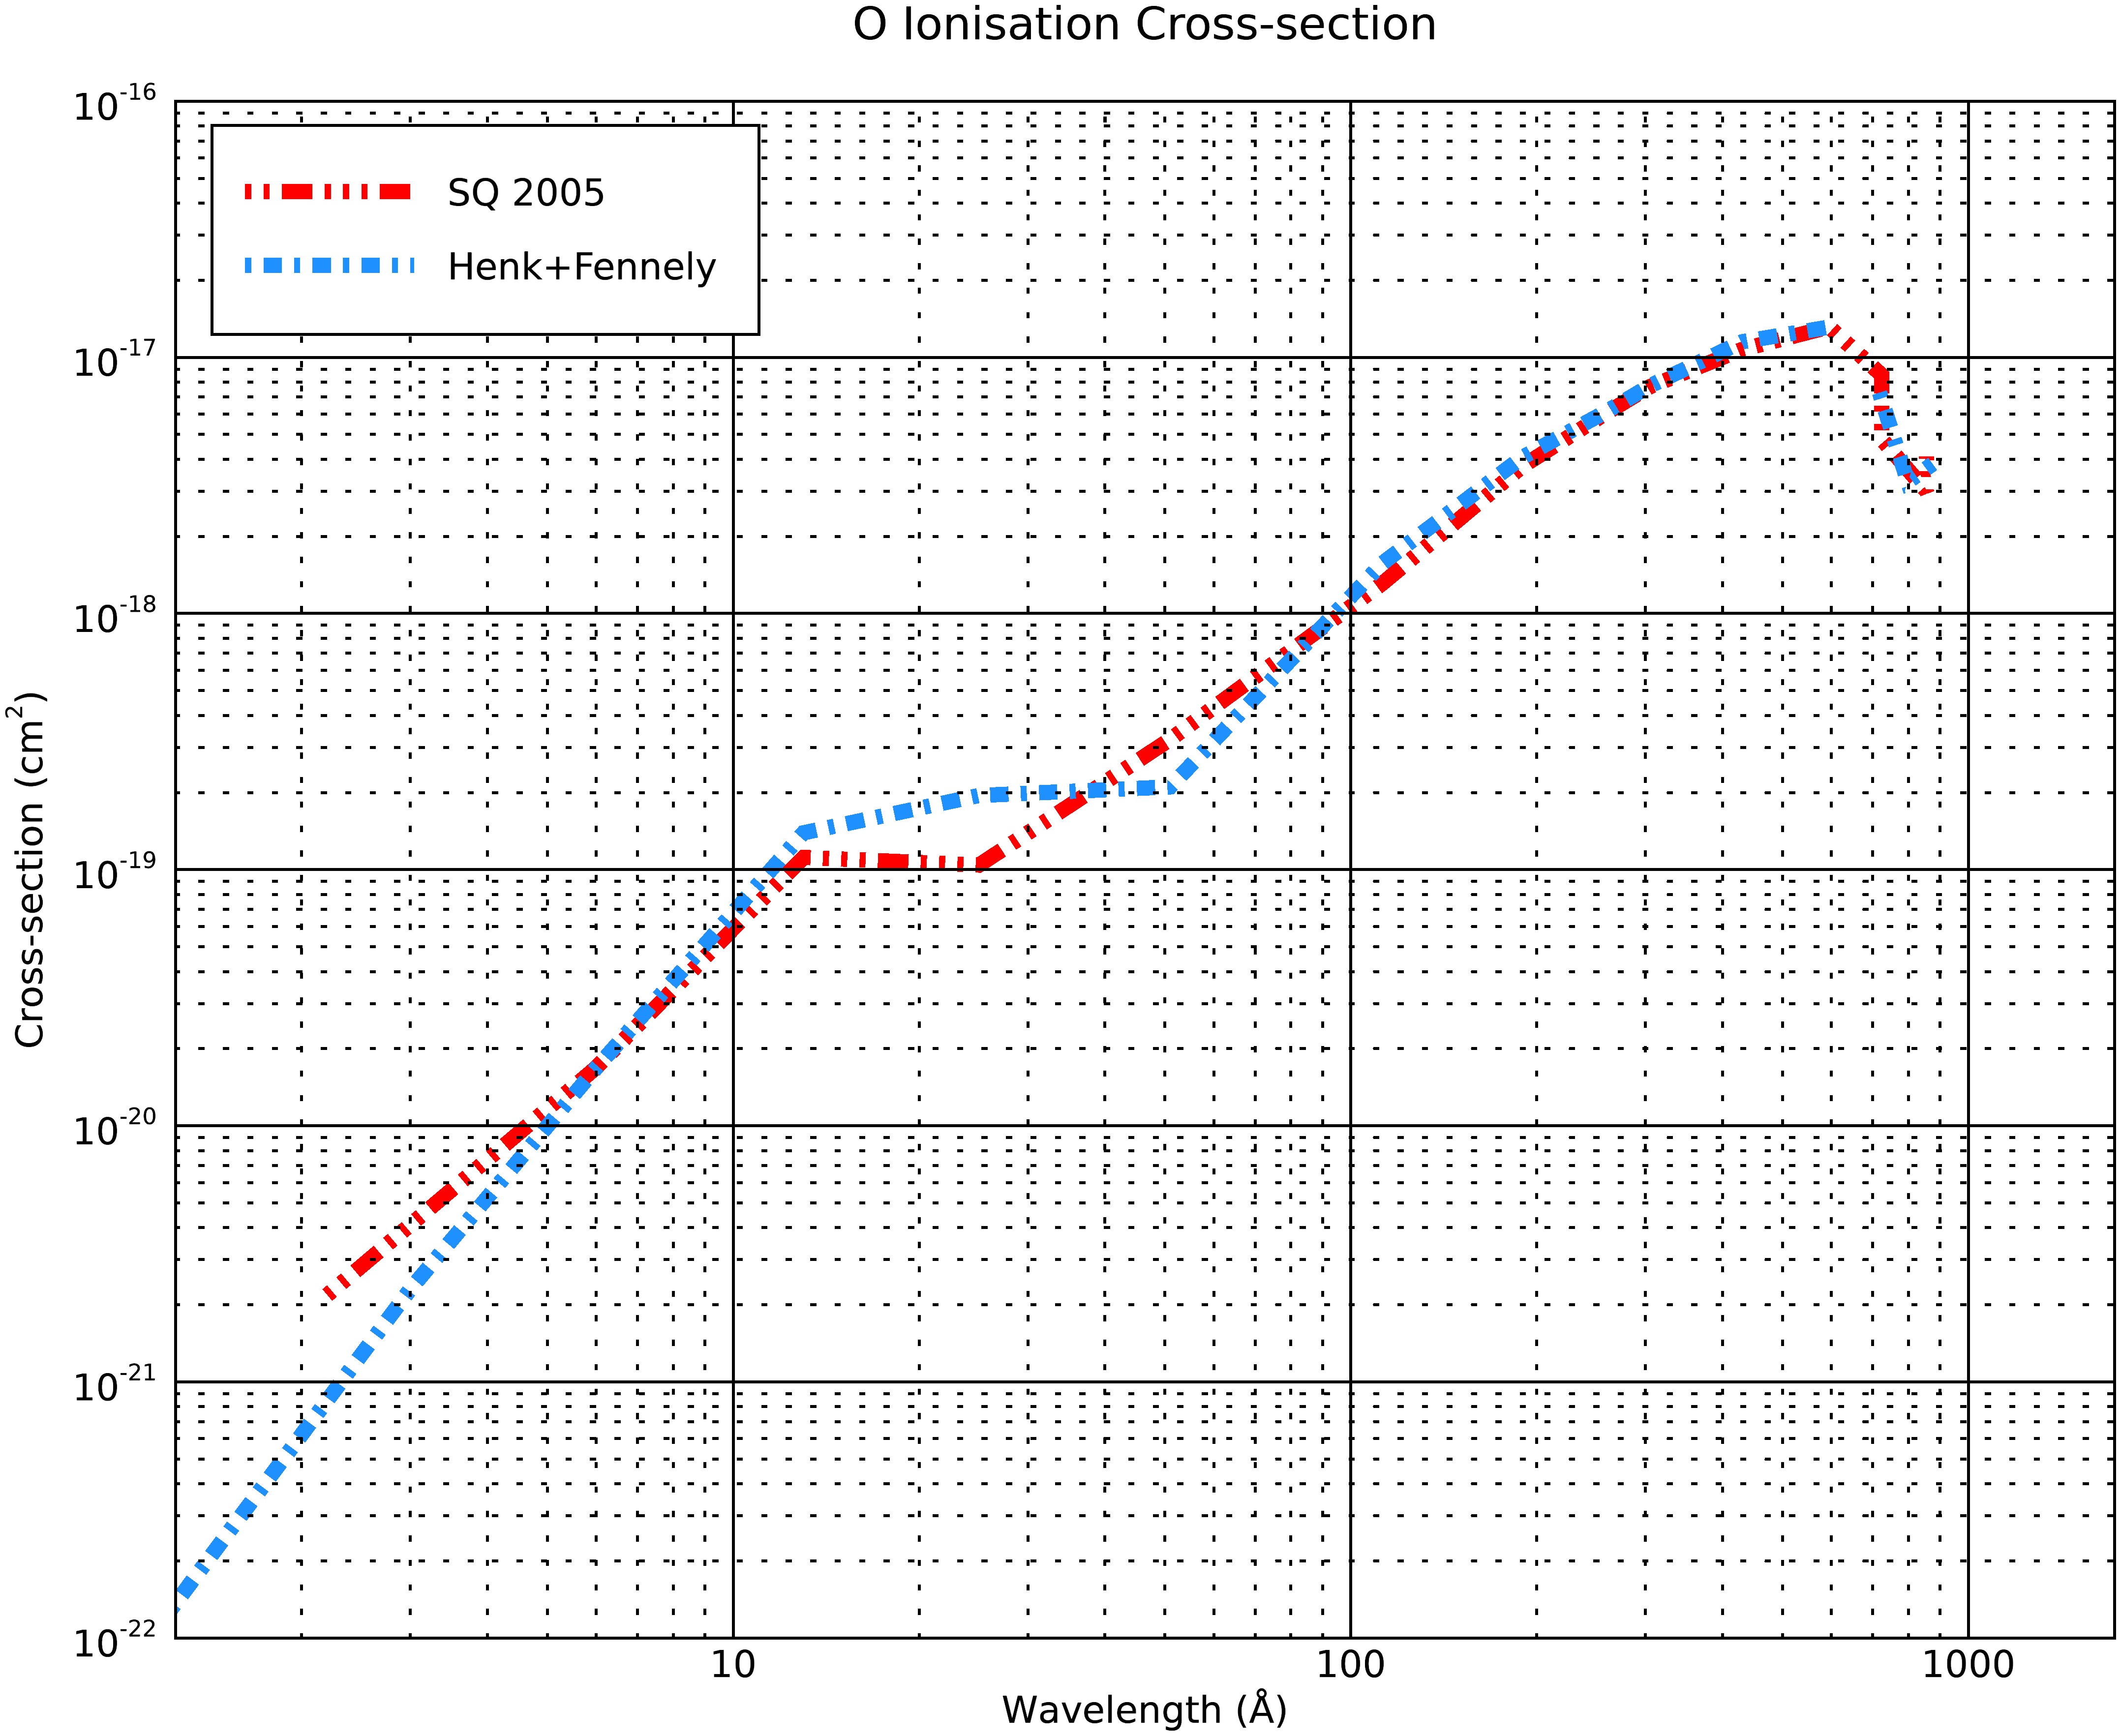 O Ionisation Cross-section
10^-16
SQ 2005
Henk+Fennely
10^-17
10^-18
10^-19
10^-20
10^-21
10^-22
Cross-section (cm²)
10 100 1000
Wavelength (Å)